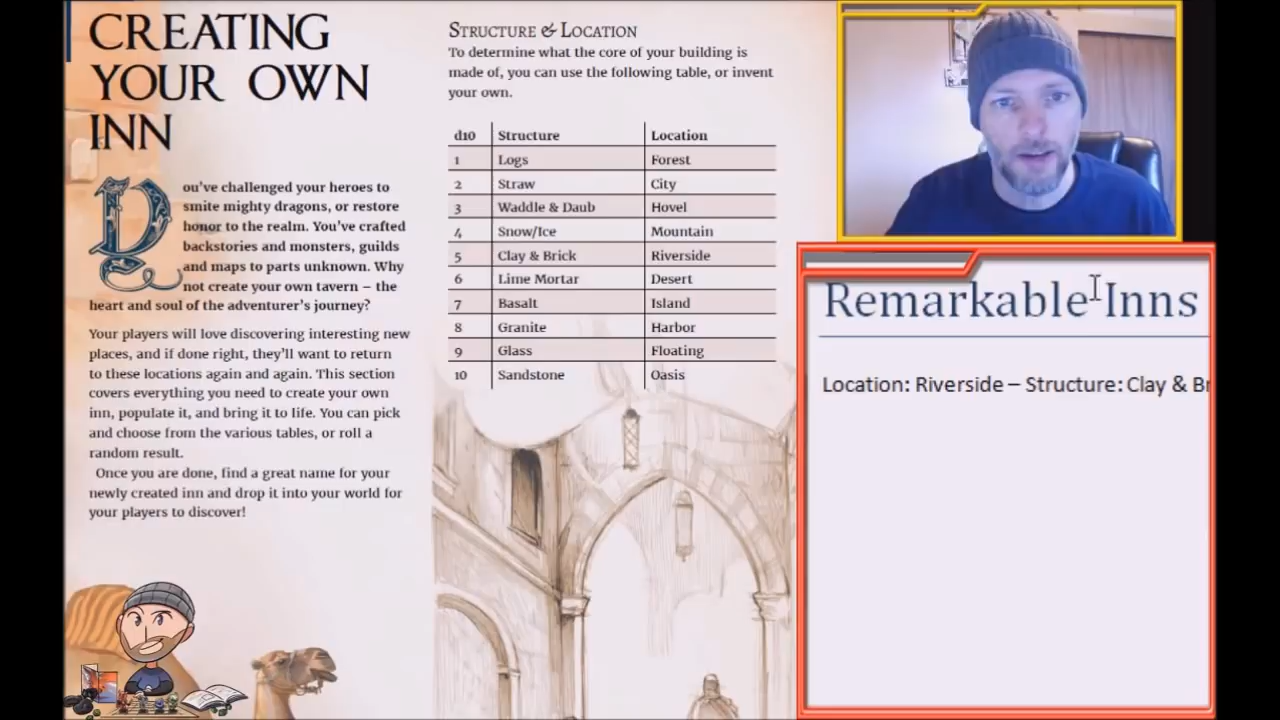 CREATING
YOUR OWN
INN
You've challenged your heroes to
smite mighty dragons, or restore
honor to the realm. You've crafted
backstories and monsters, guilds
and maps to parts unknown. Why
not create your own tavern – the
heart and soul of the adventurer's journey?
Your players will love discovering interesting new
places, and if done right, they'll want to return
to these locations again and again. This section
covers everything you need to create your own
inn, populate it, and bring it to life. You can pick
and choose from the various tables, or roll a
random result.
Once you are done, find a great name for your
newly created inn and drop it into your world for
your players to discover!
Structure & Location
To determine what the core of your building is
made of, you can use the following table, or invent
your own.
d10 Structure Location
1 Logs Forest
2 Straw City
3 Waddle & Daub Hovel
4 Snow/Ice Mountain
5 Clay & Brick Riverside
6 Lime Mortar Desert
7 Basalt Island
8 Granite Harbor
9 Glass Floating
10 Sandstone Oasis
Remarkable Inns
Location: Riverside – Structure: Clay & Br